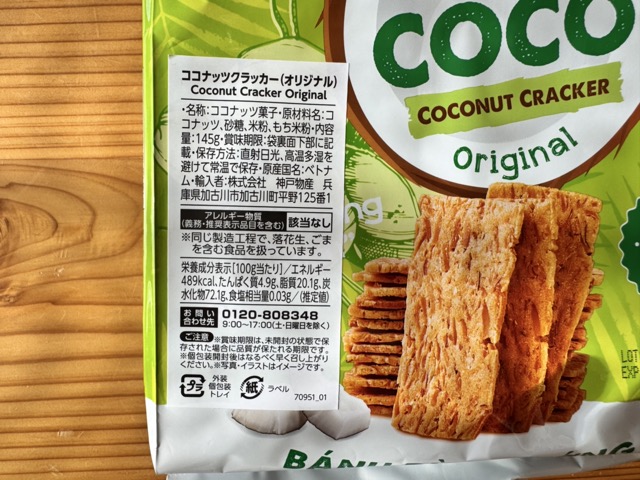 COCO
COCONUT CRACKER
Original
ココナッツクラッカー(オリジナル)
Coconut Cracker Original
・名称:ココナッツ菓子・原材料名:コ
コナッツ、砂糖、米粉、もち米粉・内容
量:145g・賞味期限:袋裏面下部に記
載・保存方法:直射日光、高温多湿を
避けて常温で保存・原産国名:ベトナ
ム・輸入者:株式会社 神戸物産 兵
庫県加古川市加古川町平野125番1
アレルギー物質
(義務・推奨表示品目を含む)
該当なし
※同じ製造工程で、落花生、ごま
を含む食品を扱っています。
栄養成分表示[100g当たり]/エネルギー
489kcal、たんぱく質4.9g、脂質20.1g、炭
水化物72.1g、食塩相当量0.03g/(推定値)
お問い
合わせ先
0120-808348
9:00〜17:00(土・日曜日を除く)
ご注意
※賞味期限は、未開封の状態で保
存された場合に品質が保たれる期限です。
※個包装開封後はなるべく早く召し上がり
ください。※写真・イラストはイメージです。
プラ
外装
個包装
トレイ
紙
ラベル
70951_01
ng
LOT
EXP
BÁNH